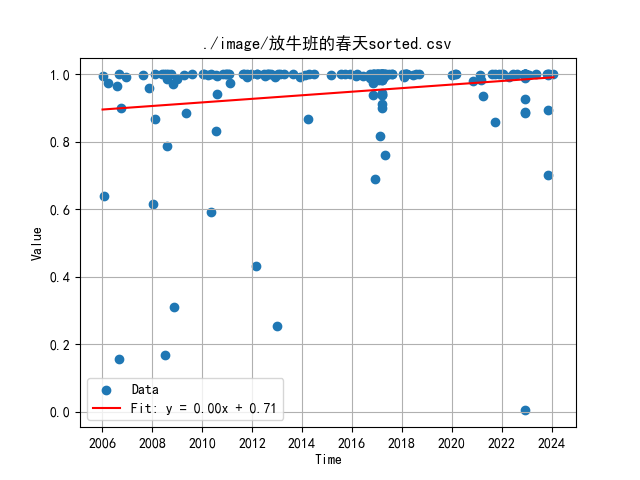 ./image/放牛班的春天sorted.csv
1.0
0.8
0.6
0.4
0.2
0.0
Value
Data
Fit: y = 0.00x + 0.71
2006 2008 2010 2012 2014 2016 2018 2020 2022 2024
Time